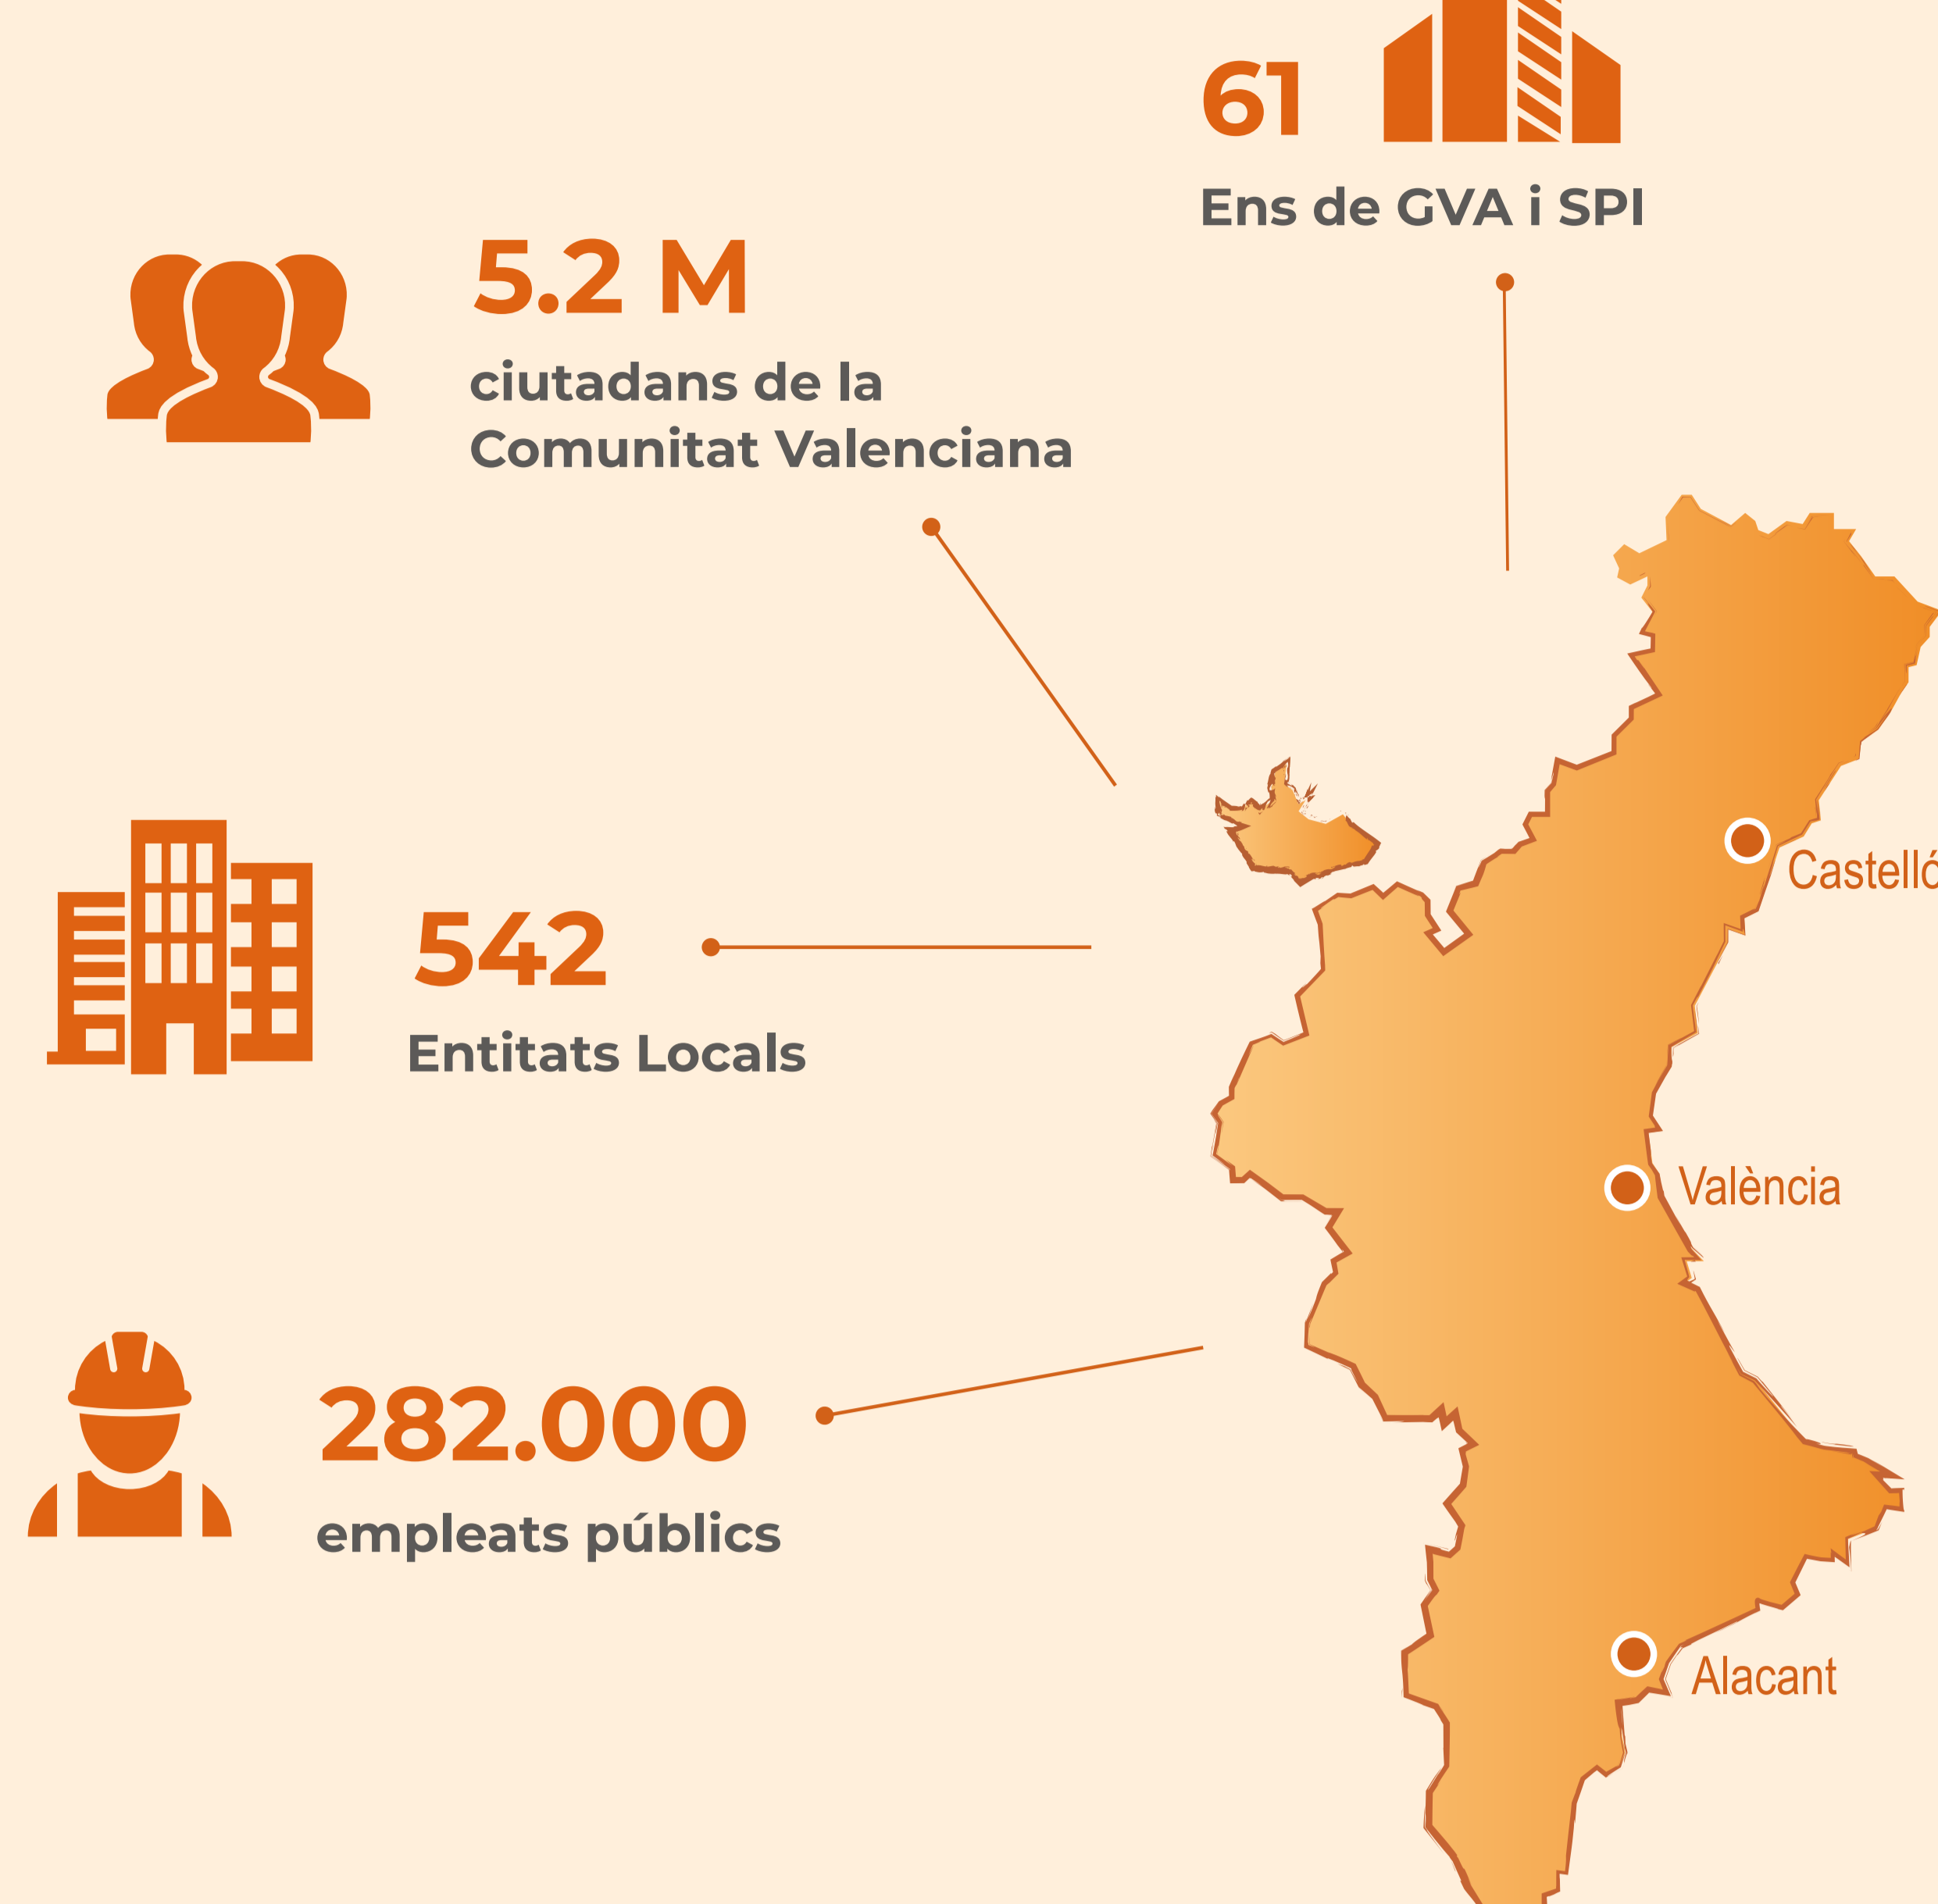 61
Ens de GVA i SPI
5.2 M
ciutadans de la
Comunitat Valenciana
Castelló
542
Entitats Locals
València
282.000
empleats públics
Alacant